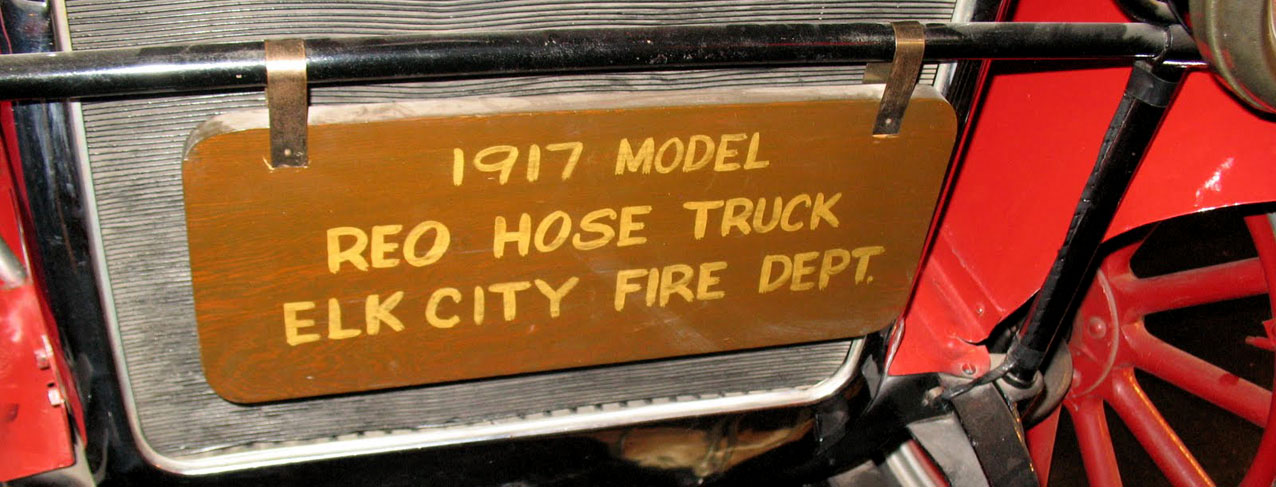 1917 MODEL
REO HOSE TRUCK
ELK CITY FIRE DEPT.